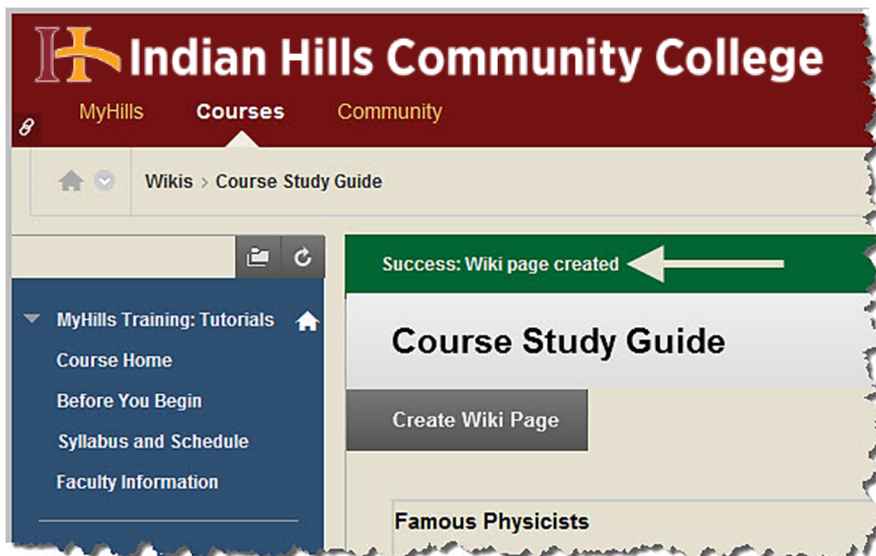 Indian Hills Community College
MyHills Courses Community
Wikis > Course Study Guide
Success: Wiki page created
MyHills Training: Tutorials
Course Home
Before You Begin
Syllabus and Schedule
Faculty Information
Course Study Guide
Create Wiki Page
Famous Physicists